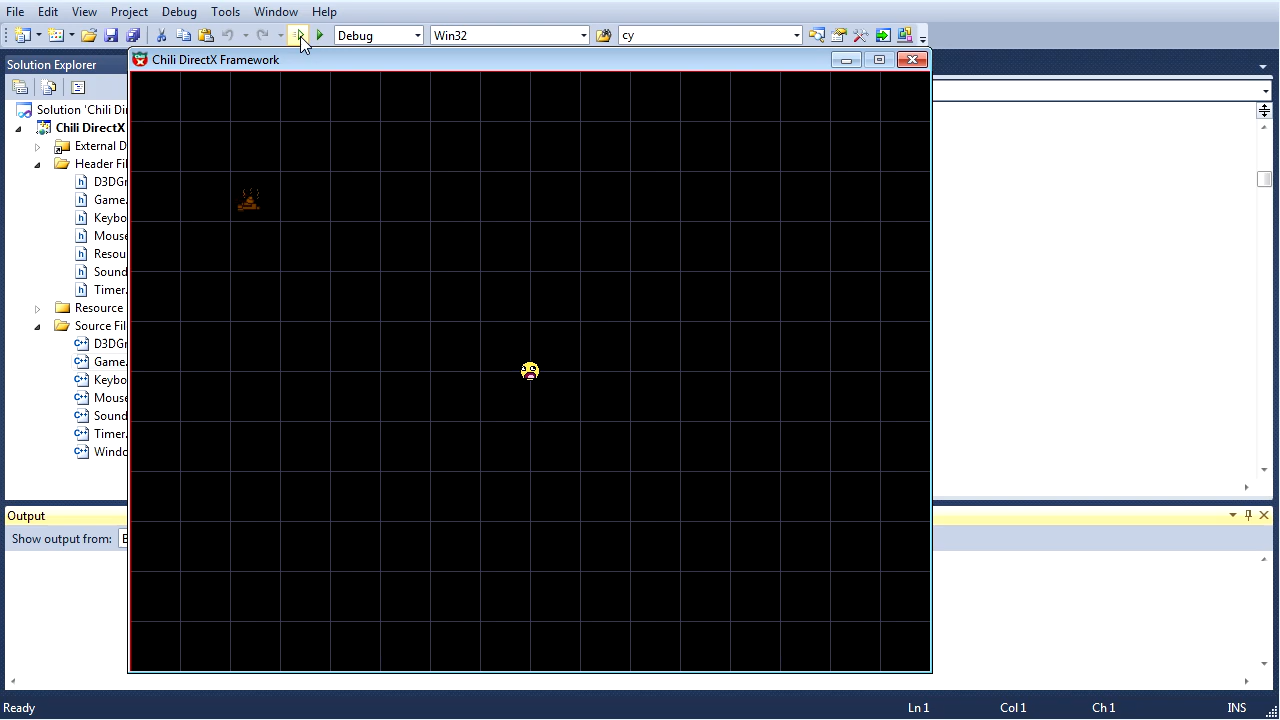 File Edit View Project Debug Tools Window Help
Debug Win32 cy
Solution Explorer
Chili DirectX Framework
Solution 'Chili Di
Chili DirectX
External D
Header Fil
D3DGr
Game.
Keybo
Mouse
Resou
Sound
Timer.
Resource
Source Fil
D3DGr
Game.
Keybo
Mouse
Sound
Timer.
Windo
Output
Show output from:
Ready Ln 1 Col 1 Ch 1 INS